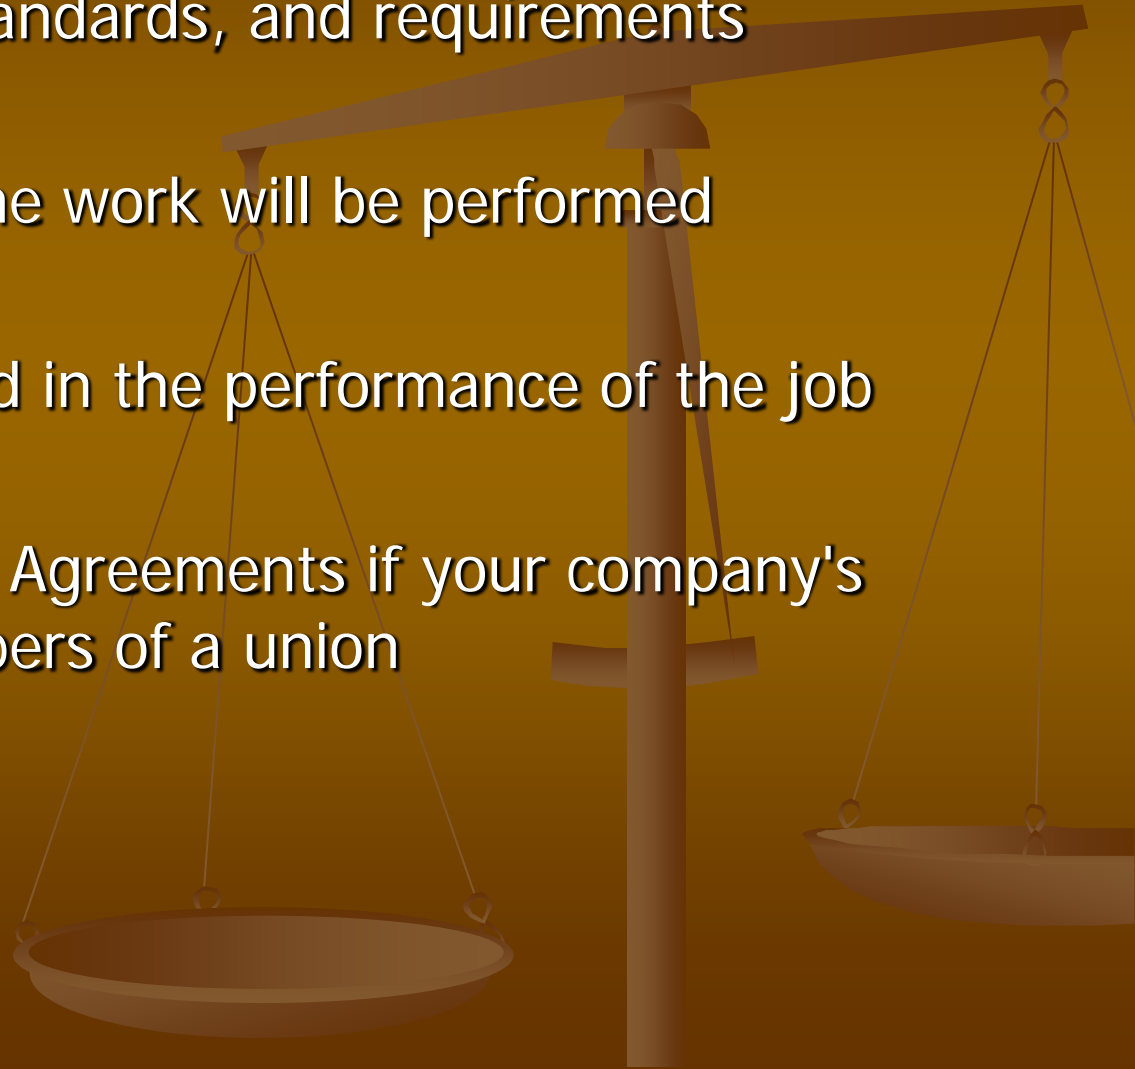 andards, and requirements
e work will be performed
d in the performance of the job
Agreements if your company's
bers of a union